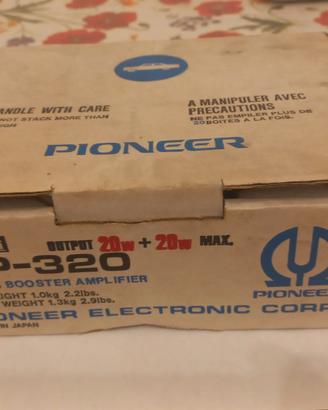 HANDLE WITH CARE
NOT STACK MORE THAN
A MANIPULER AVEC
PRECAUTIONS
NE PAS EMPILER PLUS DE
20 BOITES A LA FOIS.
PIONEER
OUTPUT 20W + 20W MAX.
P-320
BOOSTER AMPLIFIER
WEIGHT 1.0kg 2.2lbs.
WEIGHT 1.3kg 2.9lbs.
PIONEER
PIONEER ELECTRONIC CORP
IN JAPAN